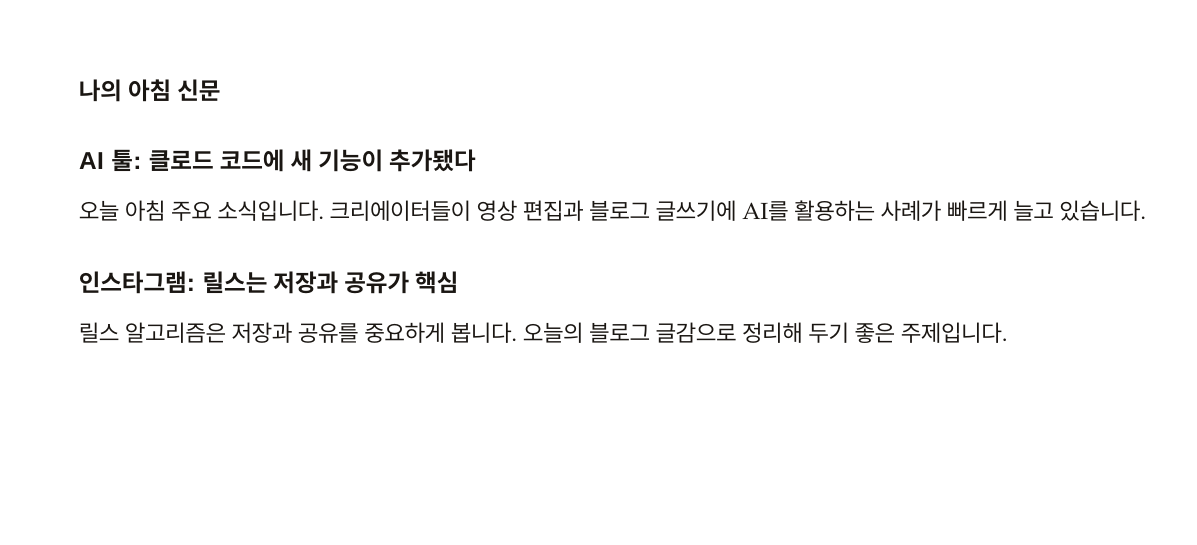 나의 아침 신문
AI 툴: 클로드 코드에 새 기능이 추가됐다
오늘 아침 주요 소식입니다. 크리에이터들이 영상 편집과 블로그 글쓰기에 AI를 활용하는 사례가 빠르게 늘고 있습니다.
인스타그램: 릴스는 저장과 공유가 핵심
릴스 알고리즘은 저장과 공유를 중요하게 봅니다. 오늘의 블로그 글감으로 정리해 두기 좋은 주제입니다.